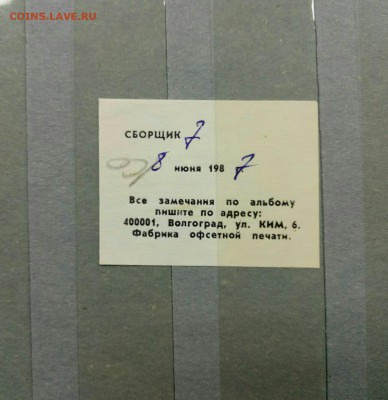 COINS.LAVE.RU
СБОРЩИК 7
8 июня 1987
Все замечания по альбому
пишите по адресу:
400001, Волгоград, ул. КИМ, 6.
Фабрика офсетной печати.